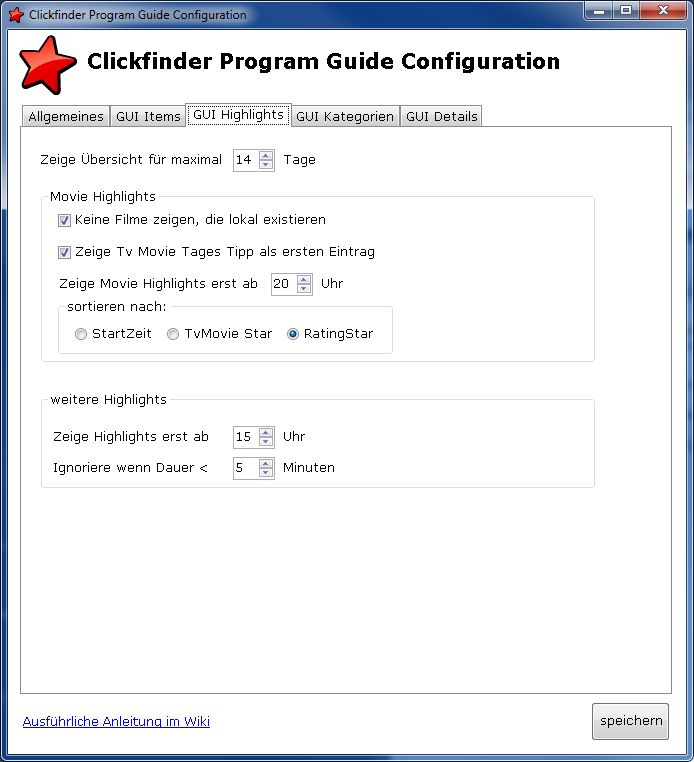 Clickfinder Program Guide Configuration
Clickfinder Program Guide Configuration
Allgemeines GUI Items GUI Highlights GUI Kategorien GUI Details
Zeige Übersicht für maximal 14 Tage
Movie Highlights
Keine Filme zeigen, die lokal existieren
Zeige Tv Movie Tages Tipp als ersten Eintrag
Zeige Movie Highlights erst ab 20 Uhr
sortieren nach:
StartZeit TvMovie Star RatingStar
weitere Highlights
Zeige Highlights erst ab 15 Uhr
Ignoriere wenn Dauer < 5 Minuten
Ausführliche Anleitung im Wiki speichern